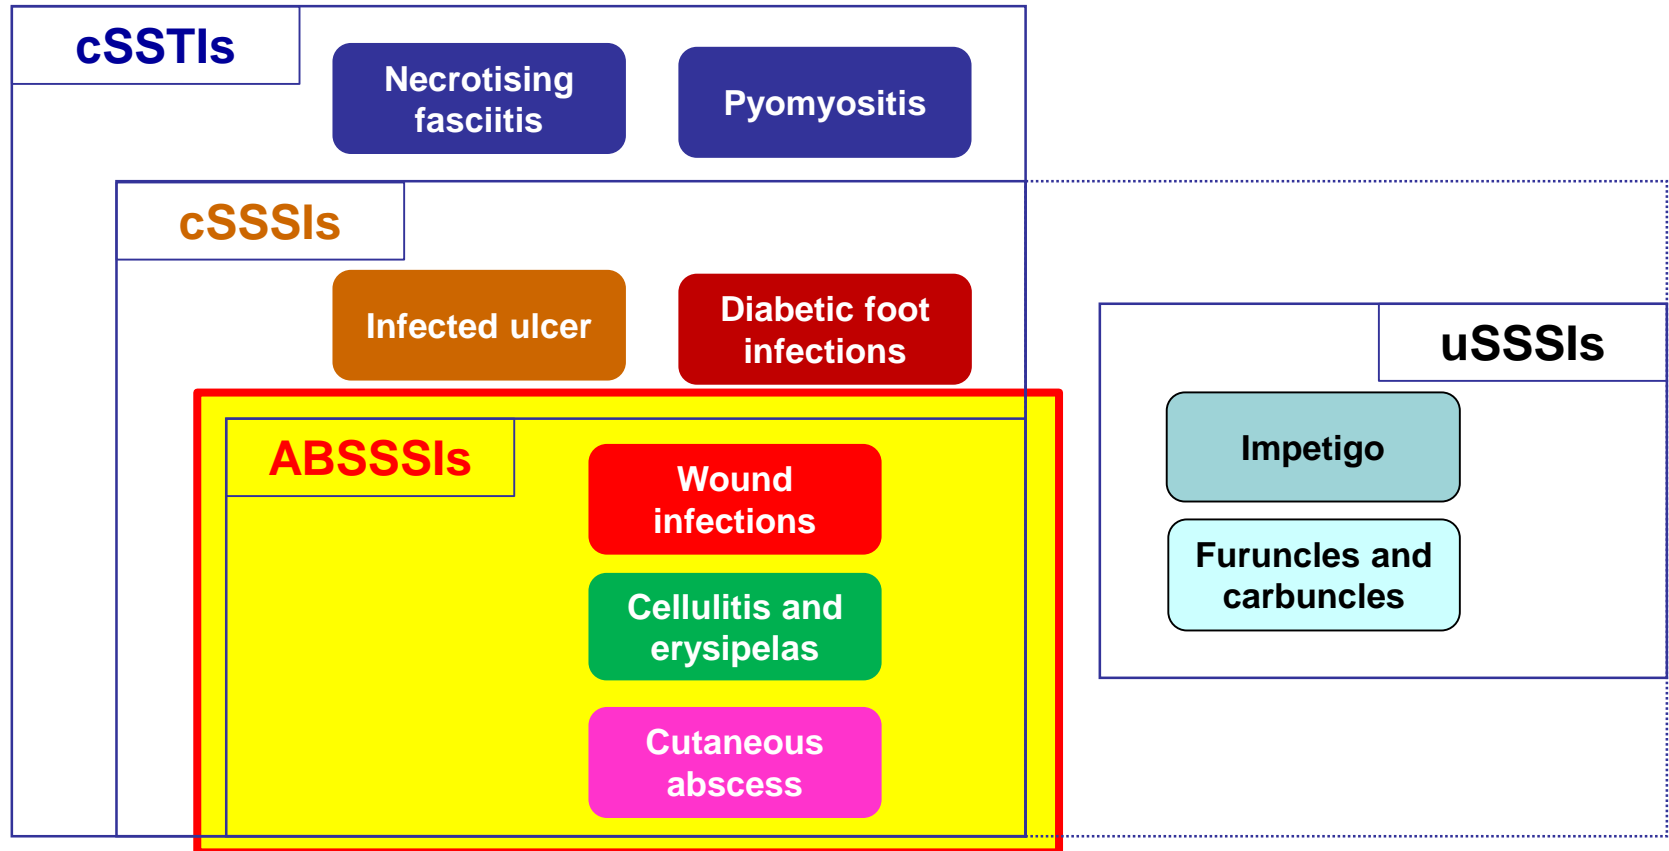 cSSTIs
Necrotising
fasciitis
Pyomyositis
cSSSIs
Infected ulcer
Diabetic foot
infections
ABSSSIs
Wound
infections
Cellulitis and
erysipelas
Cutaneous
abscess
uSSSIs
Impetigo
Furuncles and
carbuncles